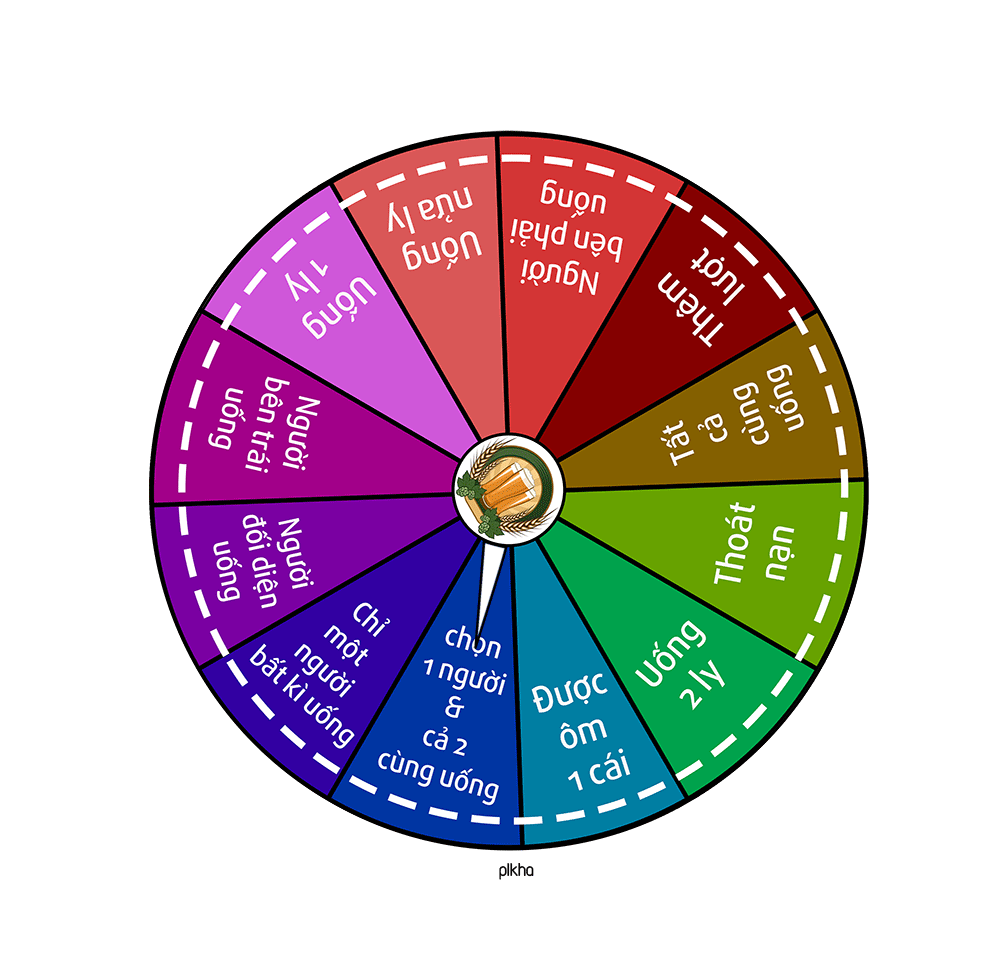 Người
bên phải
uống
Thêm
lượt
Tất
cả
cùng
uống
Thoát
nạn
Uống
2 ly
Được
ôm
1 cái
chọn
1 người
&
cả 2
cùng uống
Chỉ
một
người
bất kì uống
Người
đối diện
uống
Người
bên trái
uống
Uống
1 ly
Uống
nửa ly
plkha